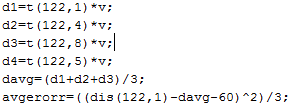 d1=t(122,1)*v;
d2=t(122,4)*v;
d3=t(122,8)*v;
d4=t(122,5)*v;
davg=(d1+d2+d3)/3;
avgerorr=((dis(122,1)-davg-60)^2)/3;